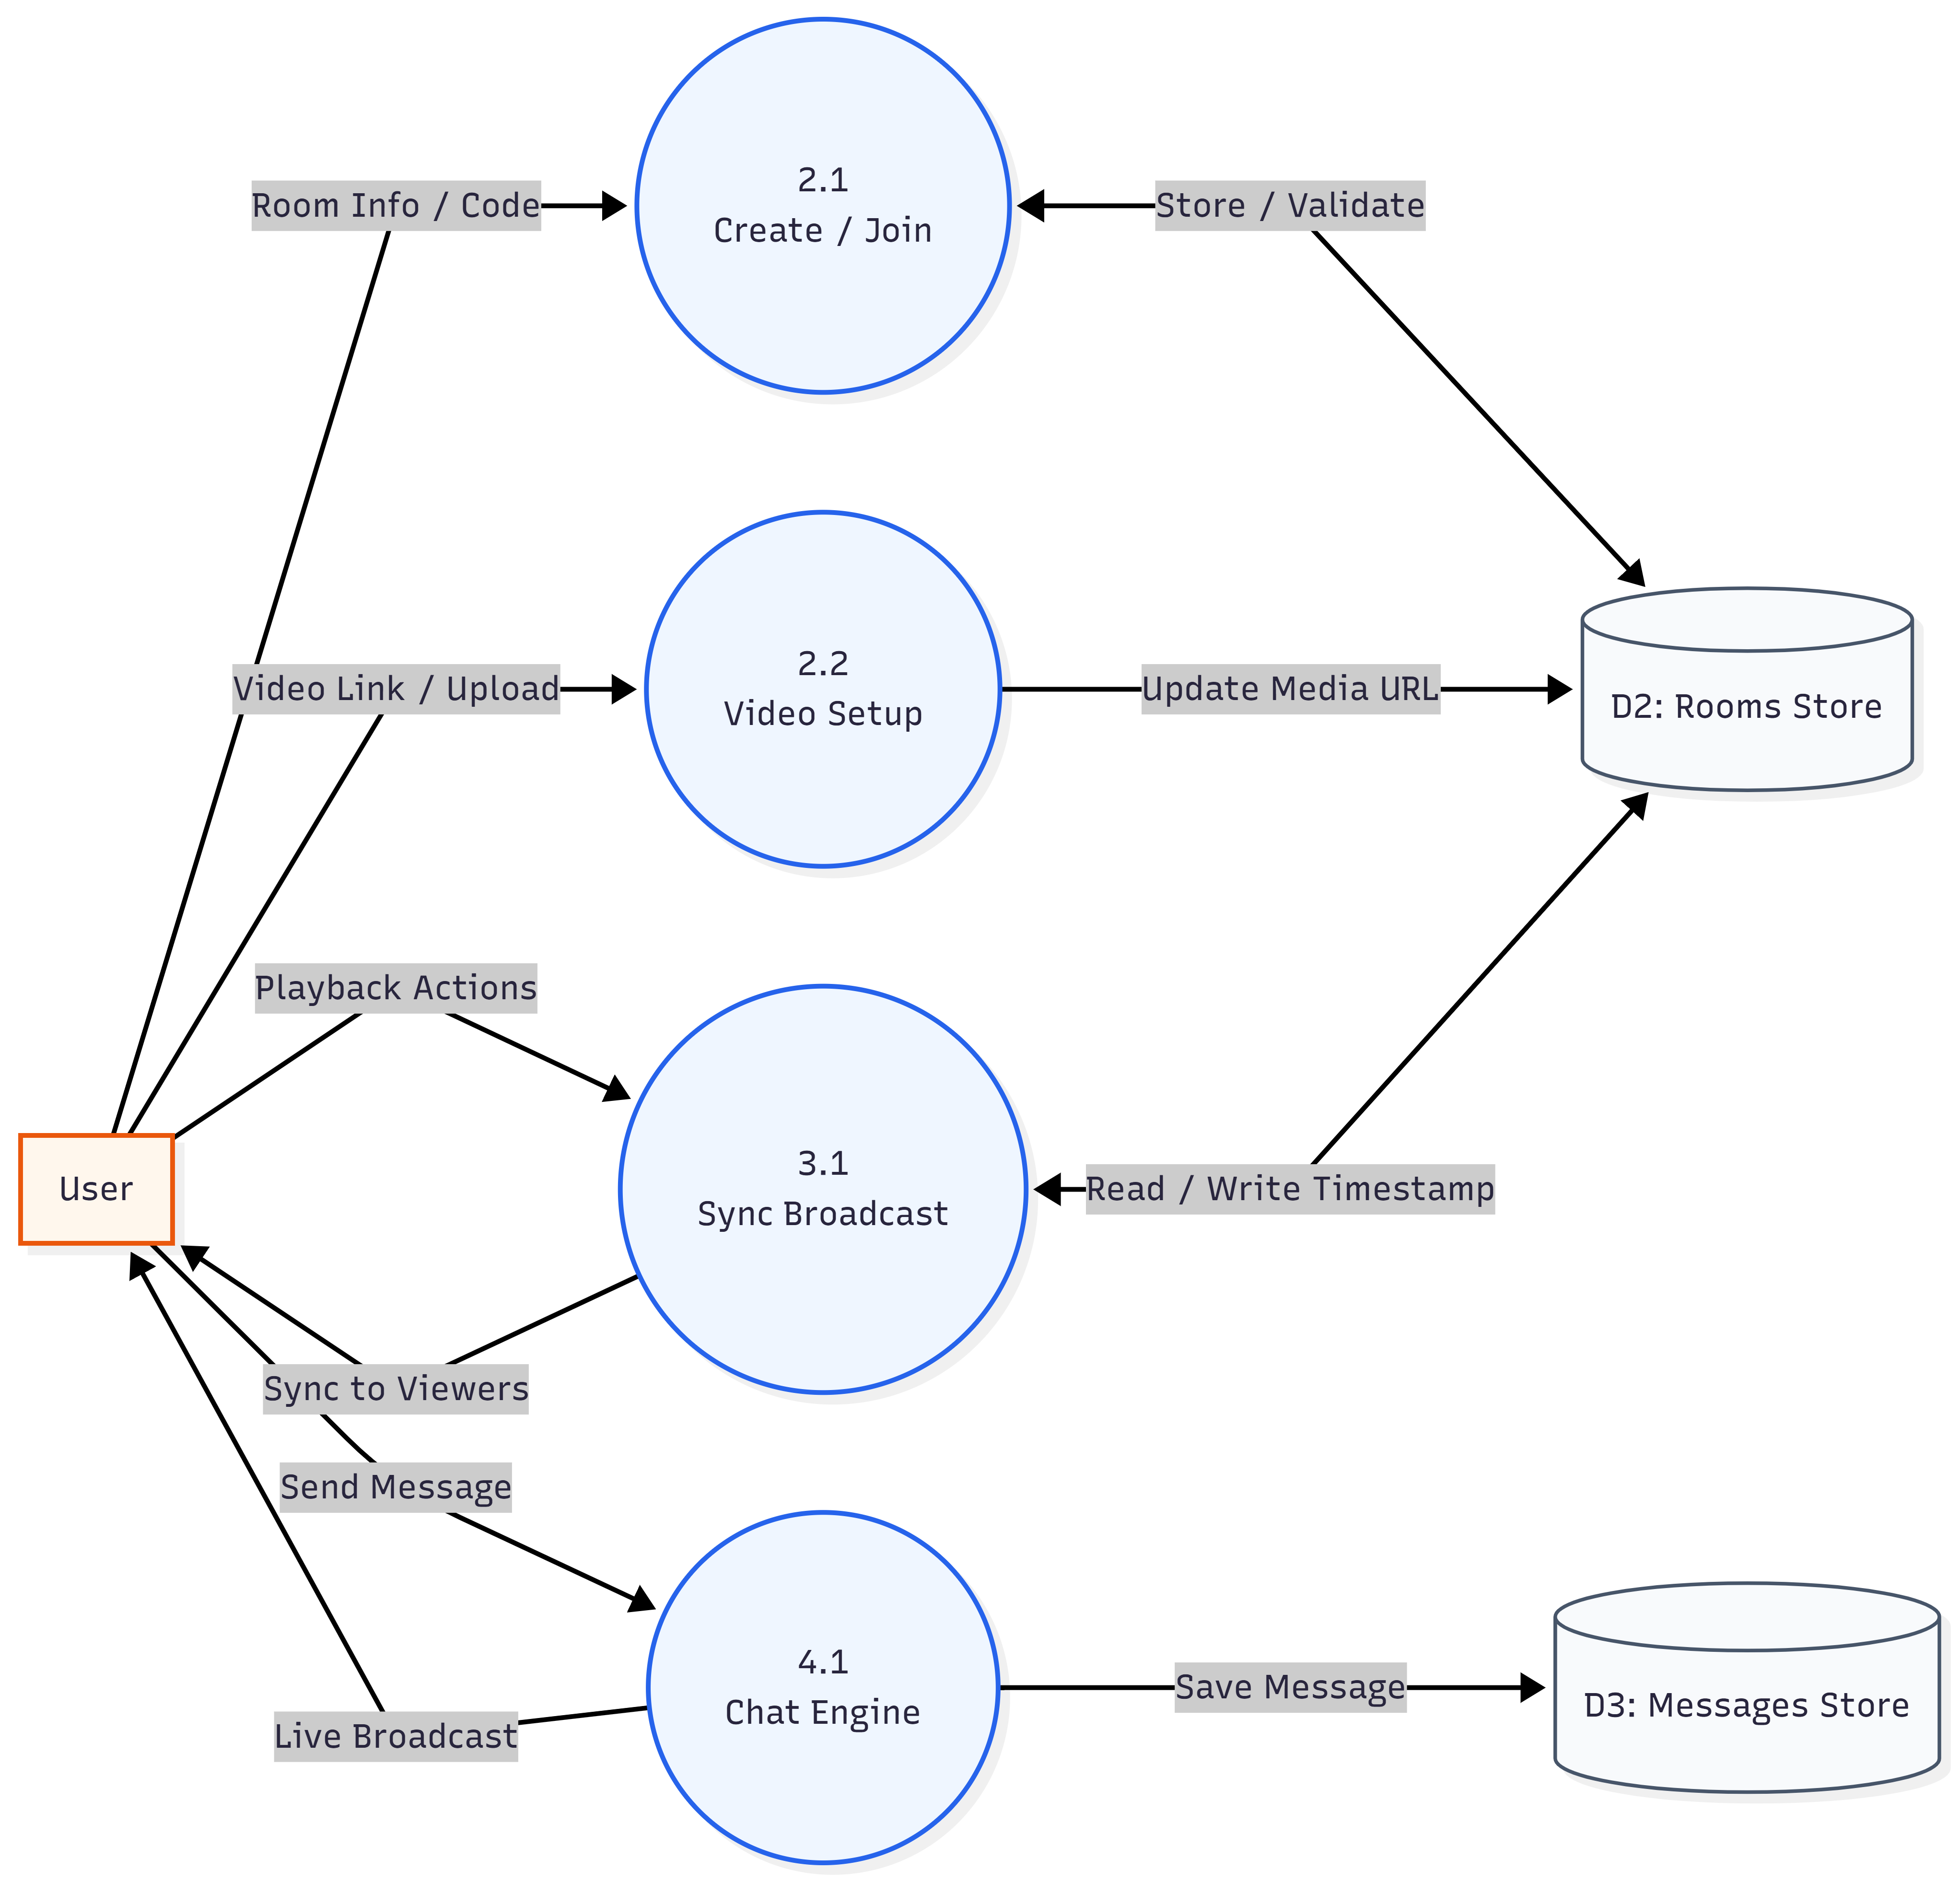 2.1
Create / Join
Room Info / Code
Store / Validate
2.2
Video Setup
Video Link / Upload
Update Media URL
D2: Rooms Store
Playback Actions
3.1
Sync Broadcast
User
Read / Write Timestamp
Sync to Viewers
Send Message
4.1
Chat Engine
Save Message
D3: Messages Store
Live Broadcast